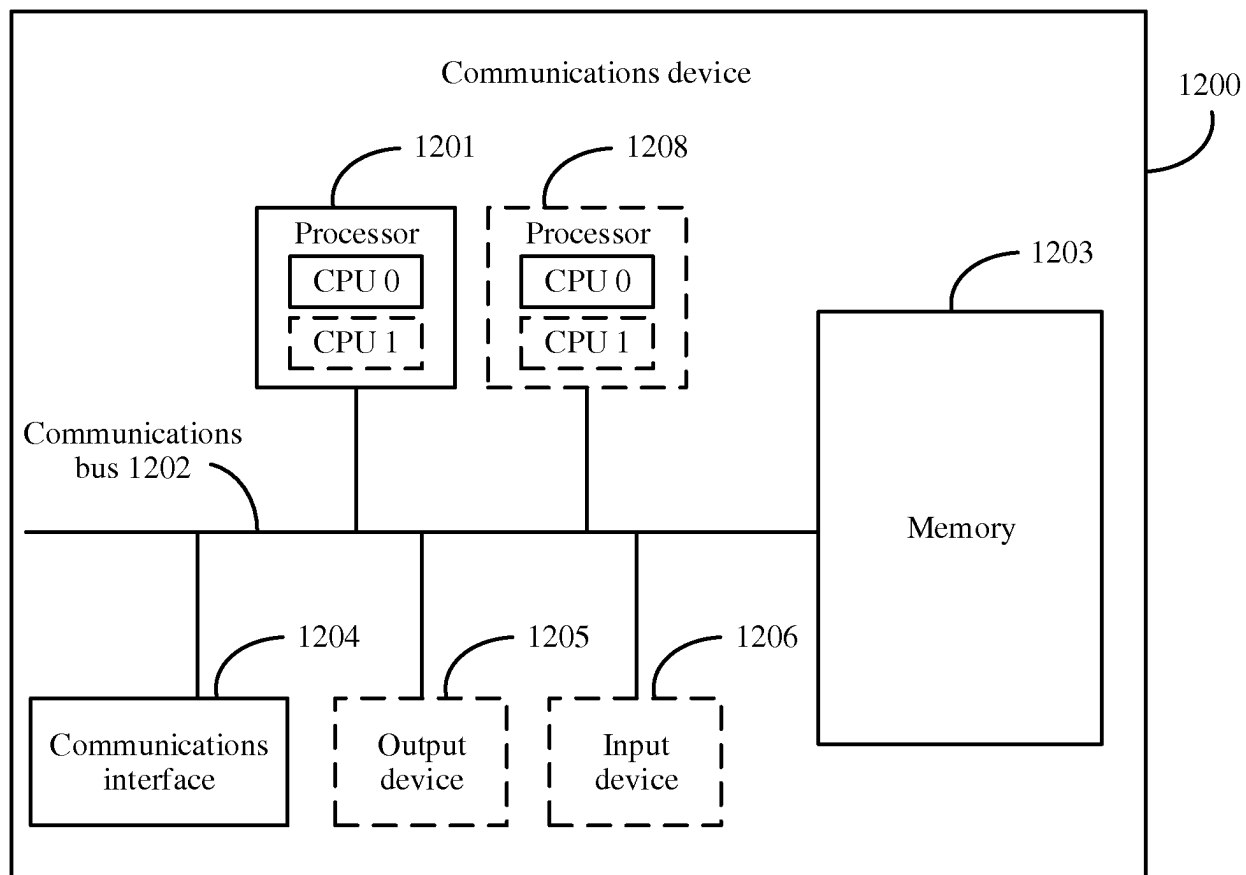 Communications device
1200
1201
1208
Processor
CPU 0
CPU 1
Processor
CPU 0
CPU 1
1203
Communications
bus 1202
Memory
1204
1205
1206
Communications
interface
Output
device
Input
device